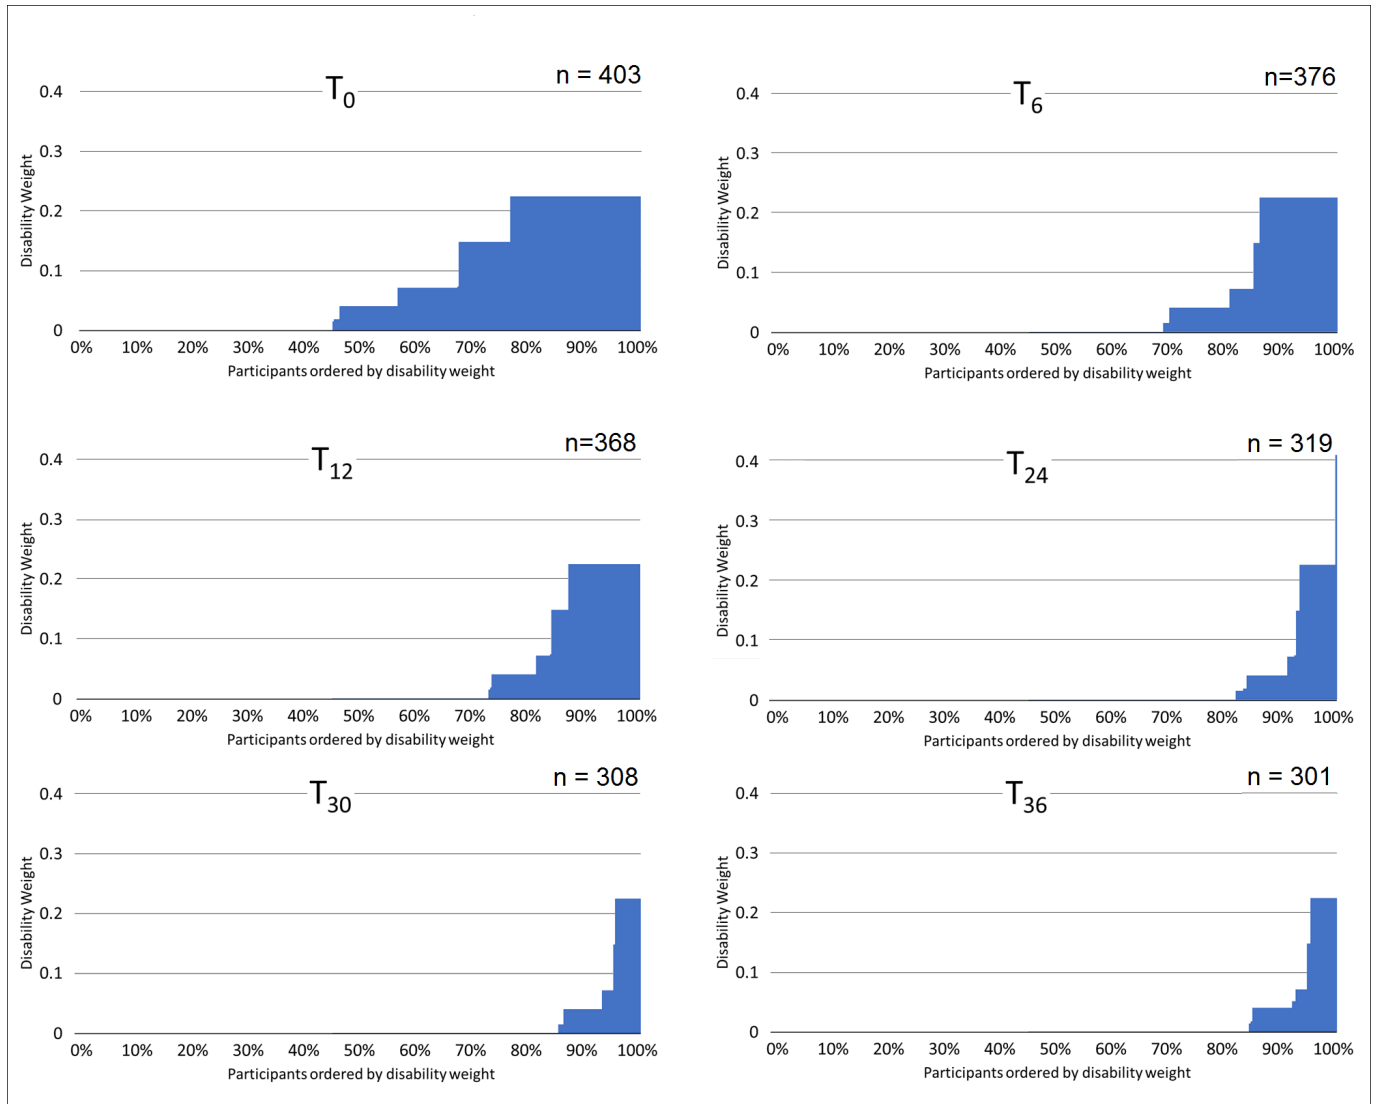 T0
n = 403
0.4
0.3
0.2
0.1
0
Disability Weight
0% 10% 20% 30% 40% 50% 60% 70% 80% 90% 100%
Participants ordered by disability weight
T6
n=376
0.4
0.3
0.2
0.1
0
Disability Weight
0% 10% 20% 30% 40% 50% 60% 70% 80% 90% 100%
Participants ordered by disability weight
T12
n=368
0.4
0.3
0.2
0.1
0
Disability Weight
0% 10% 20% 30% 40% 50% 60% 70% 80% 90% 100%
Participants ordered by disability weight
T24
n = 319
0.4
0.3
0.2
0.1
0
Disability Weight
0% 10% 20% 30% 40% 50% 60% 70% 80% 90% 100%
Participants ordered by disability weight
T30
n = 308
0.4
0.3
0.2
0.1
0
Disability Weight
0% 10% 20% 30% 40% 50% 60% 70% 80% 90% 100%
Participants ordered by disability weight
T36
n = 301
0.4
0.3
0.2
0.1
0
Disability Weight
0% 10% 20% 30% 40% 50% 60% 70% 80% 90% 100%
Participants ordered by disability weight